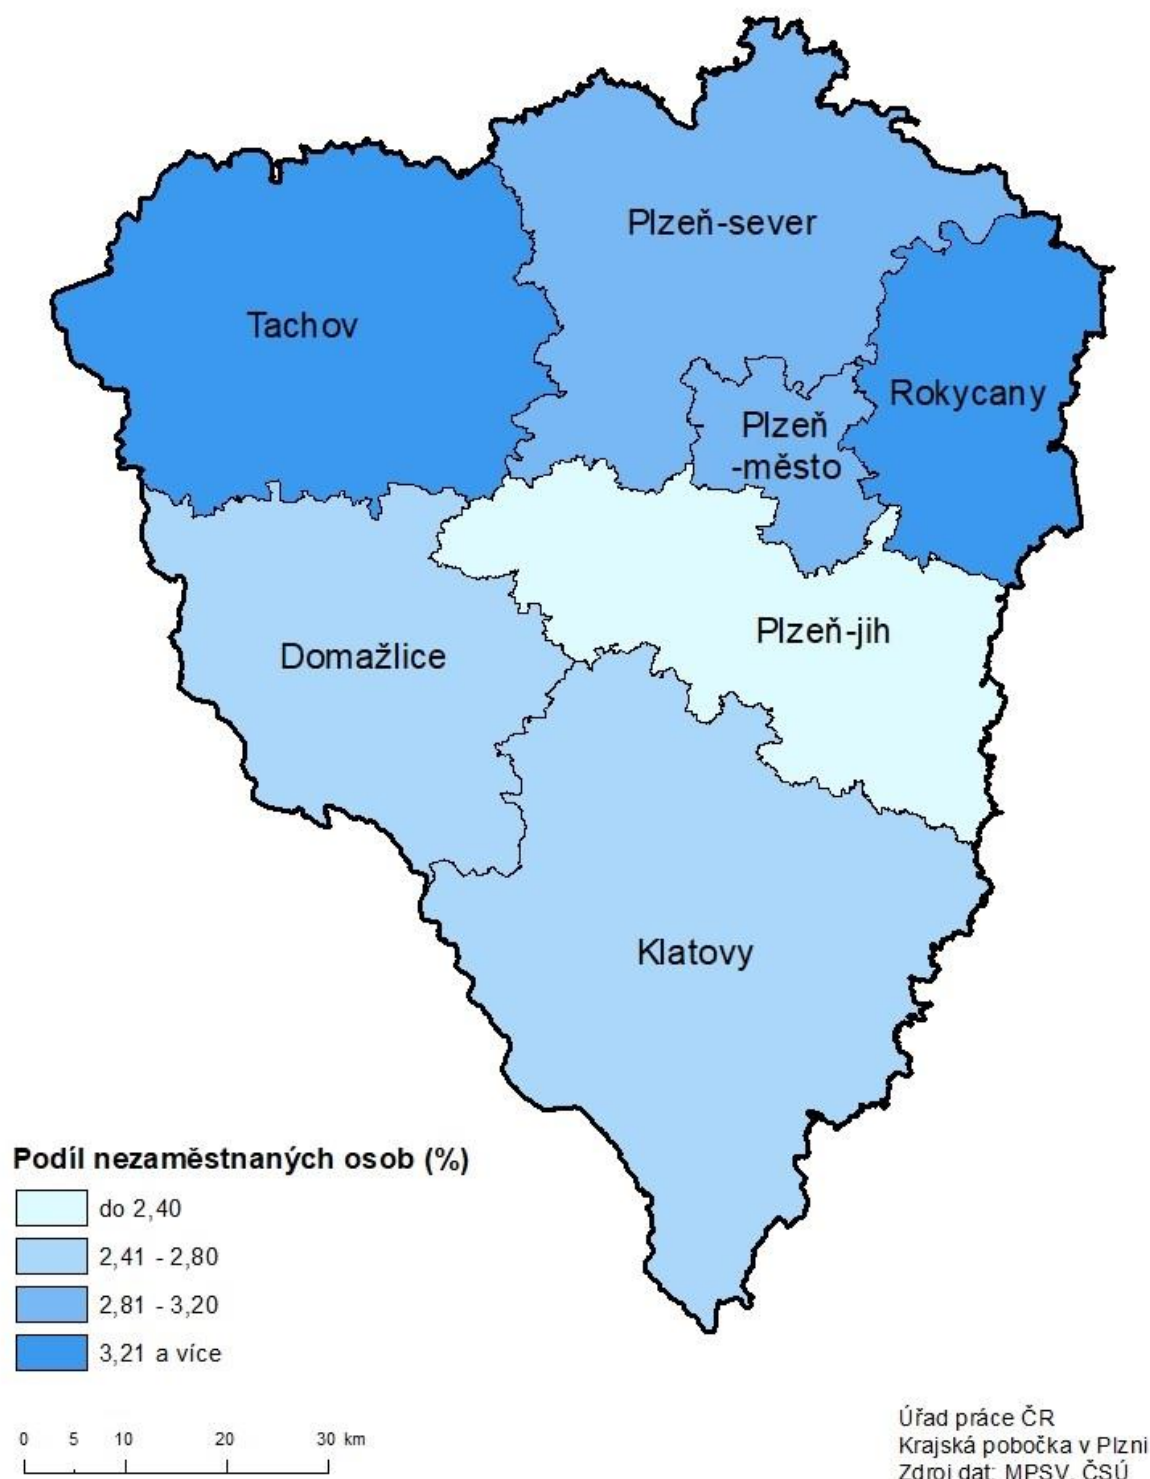 Plzeň-sever
Tachov
Rokycany
Plzeň
-město
Plzeň-jih
Domažlice
Klatovy
Podíl nezaměstnaných osob (%)
do 2,40
2,41 - 2,80
2,81 - 3,20
3,21 a více
0 5 10 20 30 km
Úřad práce ČR
Krajská pobočka v Plzni
Zdroj dat: MPSV, ČSÚ